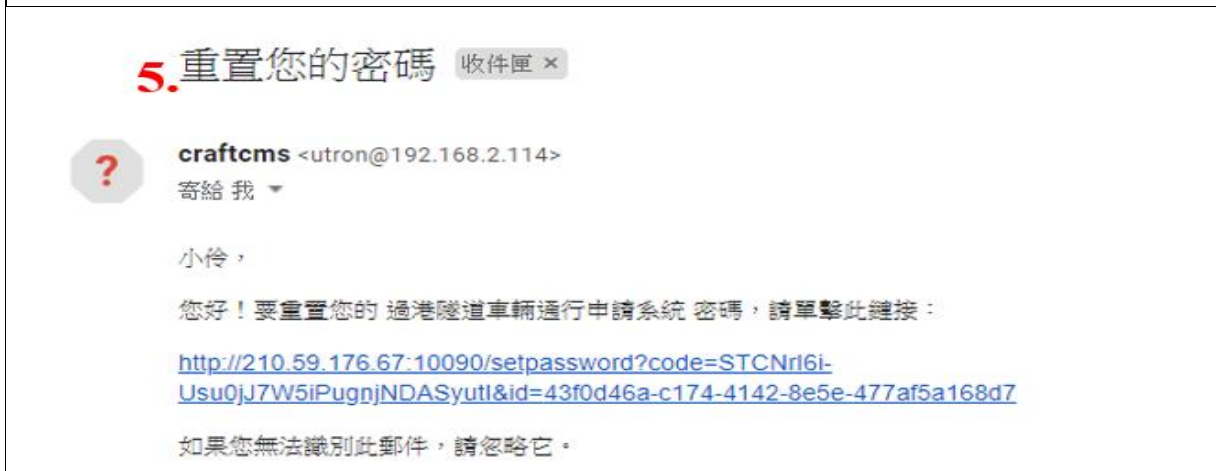 5.重置您的密碼 收件匣 ×
?
craftcms <utron@192.168.2.114>
寄給 我
小伶，
您好！要重置您的 過港隧道車輛通行申請系統 密碼，請單擊此鏈接：
http://210.59.176.67:10090/setpassword?code=STCNrI6i-
Usu0jJ7W5iPugnjNDASyutI&id=43f0d46a-c174-4142-8e5e-477af5a168d7
如果您無法識別此郵件，請忽略它。